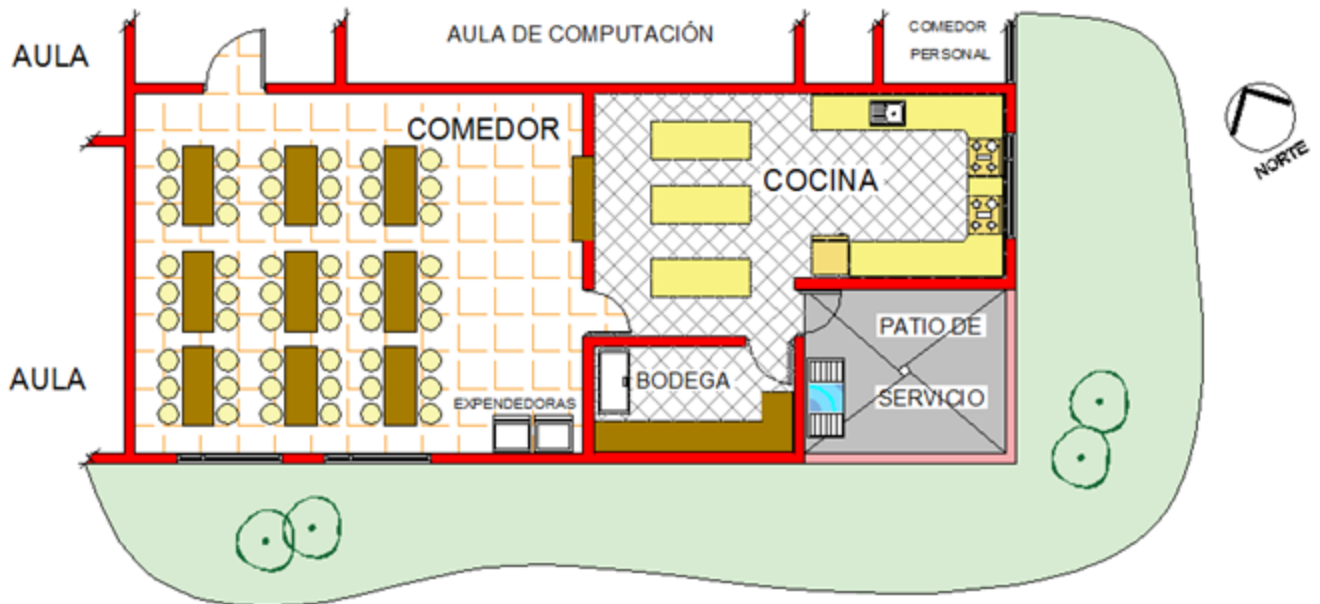 AULA
AULA DE COMPUTACIÓN
COMEDOR
PERSONAL
COMEDOR
COCINA
NORTE
PATIO DE
SERVICIO
BODEGA
EXPENDEDORAS
AULA